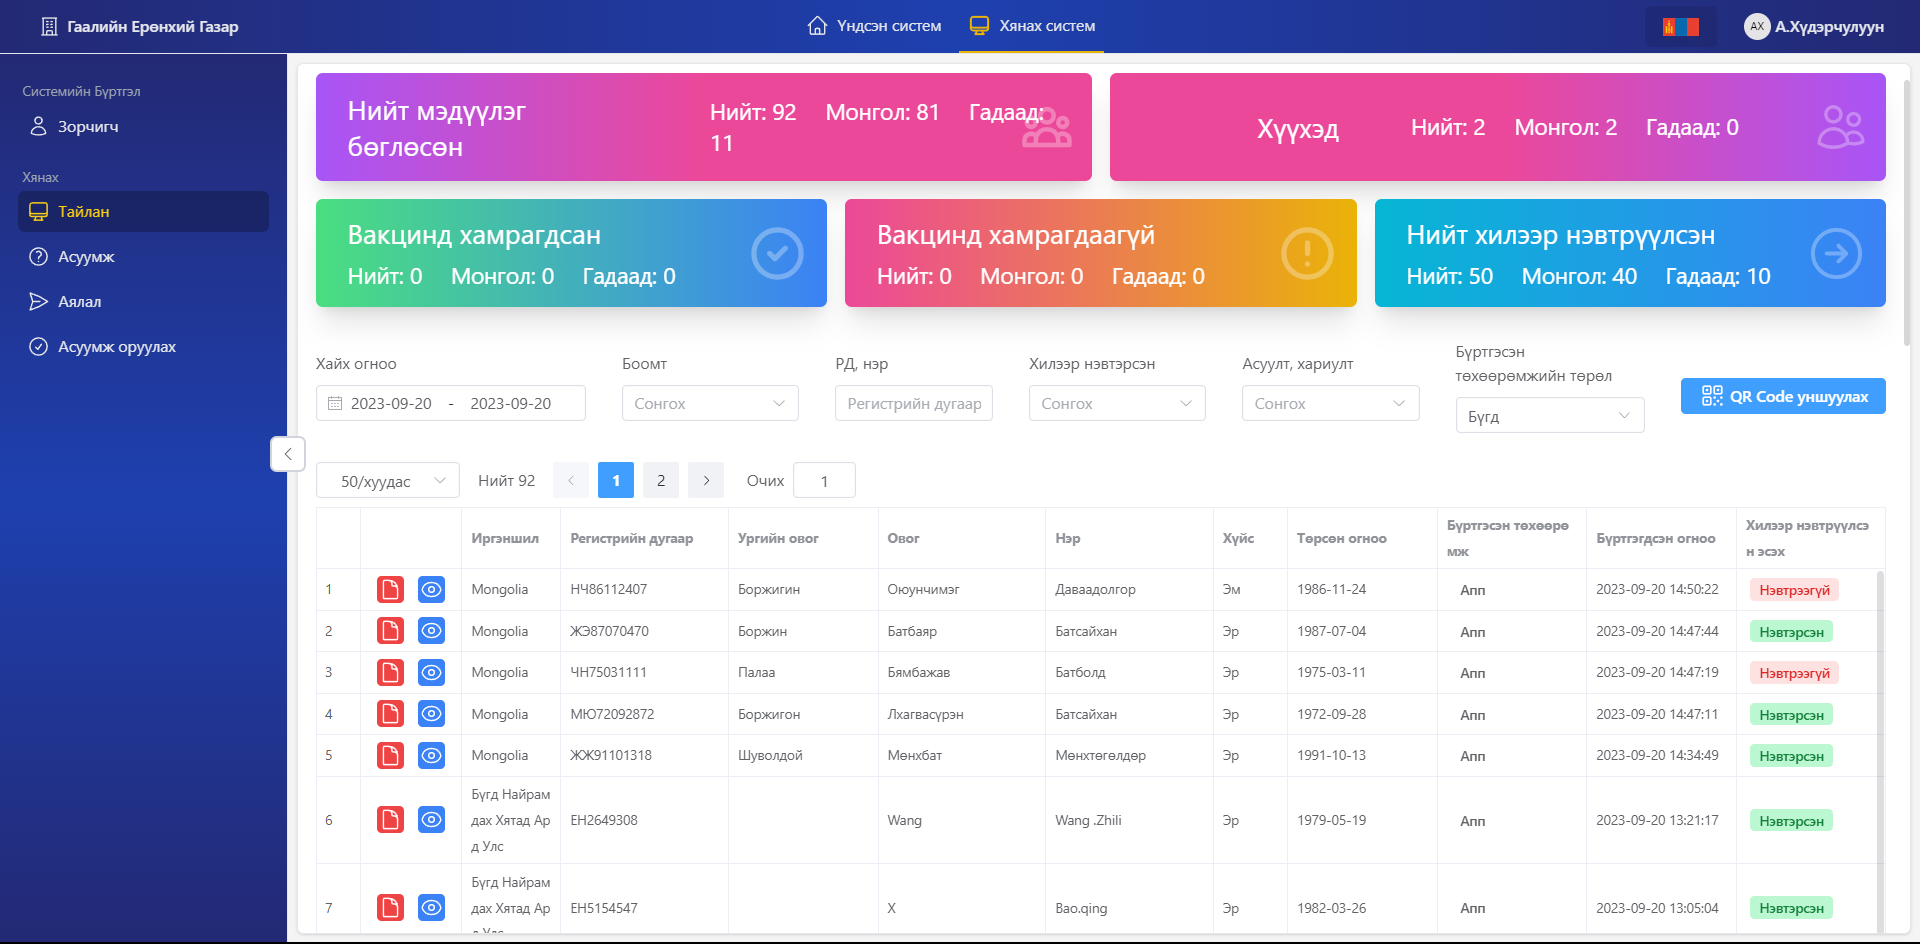 Гаалийн Ерөнхий Газар
Үндсэн систем
Хянах систем
АХ А.Хүдэрчулуун
Системийн Бүртгэл
Зорчигч
Хянах
Тайлан
Асуумж
Аялал
Асуумж оруулах
Нийт мэдүүлэг
бөглөсөн
Нийт: 92 Монгол: 81 Гадаад:
11
Хүүхэд
Нийт: 2 Монгол: 2 Гадаад: 0
Вакцинд хамрагдсан
Нийт: 0 Монгол: 0 Гадаад: 0
Вакцинд хамрагдаагүй
Нийт: 0 Монгол: 0 Гадаад: 0
Нийт хилээр нэвтрүүлсэн
Нийт: 50 Монгол: 40 Гадаад: 10
Хайх огноо
2023-09-20 - 2023-09-20
Боомт
Сонгох
РД, нэр
Регистрийн дугаар
Хилээр нэвтэрсэн
Сонгох
Асуулт, хариулт
Сонгох
Бүртгэсэн
төхөөрөмжийн төрөл
Бүгд
QR Code уншуулах
50/хуудас Нийт 92 1 2 Очих 1
Иргэншил Регистрийн дугаар Ургийн овог Овог Нэр Хүйс Төрсөн огноо Бүртгэсэн төхөөрө
мж Бүртгэгдсэн огноо Хилээр нэвтрүүлсэ
н эсэх
1 Mongolia НЧ86112407 Боржигин Оюунчимэг Даваадолгор Эм 1986-11-24 Апп 2023-09-20 14:50:22 Нэвтрээгүй
2 Mongolia ЖЭ87070470 Боржин Батбаяр Батсайхан Эр 1987-07-04 Апп 2023-09-20 14:47:44 Нэвтэрсэн
3 Mongolia ЧН75031111 Палаа Бямбажав Батболд Эр 1975-03-11 Апп 2023-09-20 14:47:19 Нэвтрээгүй
4 Mongolia МЮ72092872 Боржигон Лхагвасүрэн Батсайхан Эр 1972-09-28 Апп 2023-09-20 14:47:11 Нэвтэрсэн
5 Mongolia ЖЖ91101318 Шуволдой Мөнхбат Мөнхтөгөлдөр Эр 1991-10-13 Апп 2023-09-20 14:34:49 Нэвтэрсэн
Бүгд Найрам
дах Хятад Ар
д Улс
6 EH2649308 Wang Wang .Zhili Эр 1979-05-19 Апп 2023-09-20 13:21:17 Нэвтэрсэн
Бүгд Найрам
дах Хятад Ар
7 EH5154547 X Bao.qing Эр 1982-03-26 Апп 2023-09-20 13:05:04 Нэвтэрсэн